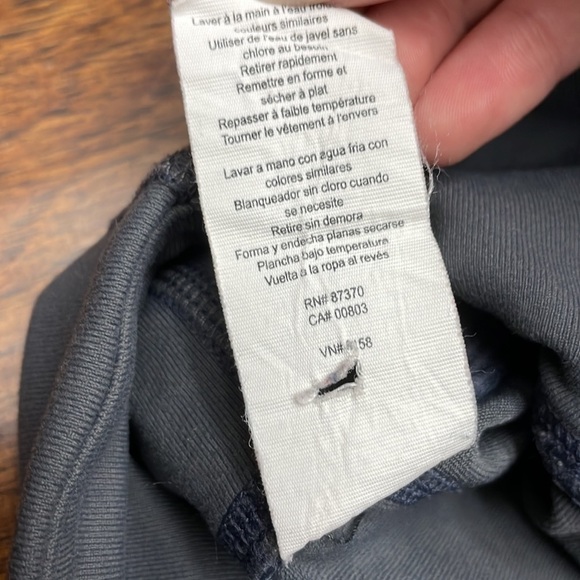 Laver à la main à l'eau froide
couleurs similaires
Utiliser de l'eau de javel sans
chlore au besoin
Retirer rapidement
Remettre en forme et
sécher à plat
Repasser à faible température
Tourner le vêtement à l'envers
Lavar a mano con agua fria con
colores similares
Blanqueador sin cloro cuando
se necesite
Retire sin demora
Forma y endecha planas secarse
Plancha bajo temperature
Vuelta a la ropa al revès
RN# 87370
CA# 00803
VN#